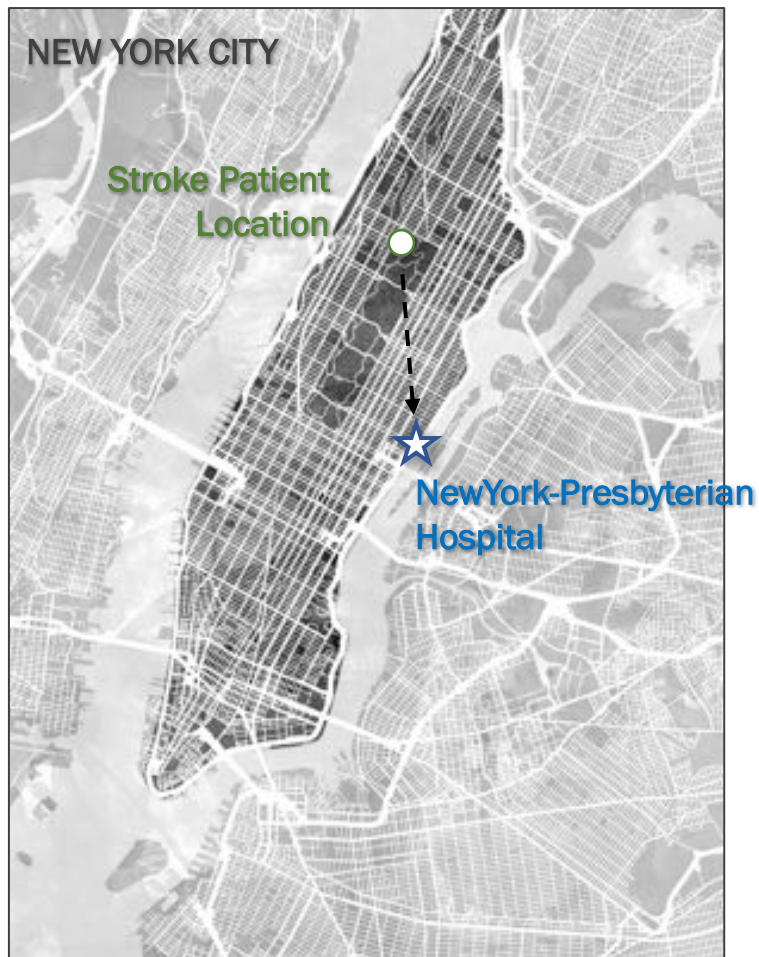 NEW YORK CITY
Stroke Patient
Location
NewYork-Presbyterian
Hospital